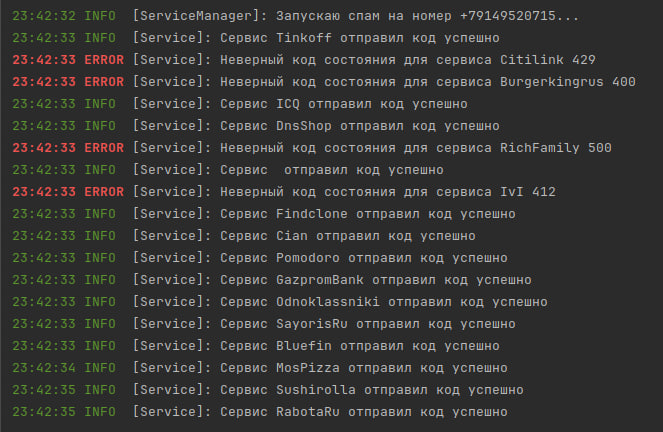 23:42:32 INFO [ServiceManager]: Запускаю спам на номер +79149520715...
23:42:33 INFO [Service]: Сервис Tinkoff отправил код успешно
23:42:33 ERROR [Service]: Неверный код состояния для сервиса Citilink 429
23:42:33 ERROR [Service]: Неверный код состояния для сервиса Burgerkingrus 400
23:42:33 INFO [Service]: Сервис ICQ отправил код успешно
23:42:33 INFO [Service]: Сервис DnsShop отправил код успешно
23:42:33 ERROR [Service]: Неверный код состояния для сервиса RichFamily 500
23:42:33 INFO [Service]: Сервис  отправил код успешно
23:42:33 ERROR [Service]: Неверный код состояния для сервиса IvI 412
23:42:33 INFO [Service]: Сервис Findclone отправил код успешно
23:42:33 INFO [Service]: Сервис Cian отправил код успешно
23:42:33 INFO [Service]: Сервис Pomodoro отправил код успешно
23:42:33 INFO [Service]: Сервис GazpromBank отправил код успешно
23:42:33 INFO [Service]: Сервис Odnoklassniki отправил код успешно
23:42:33 INFO [Service]: Сервис SayorisRu отправил код успешно
23:42:33 INFO [Service]: Сервис Bluefin отправил код успешно
23:42:34 INFO [Service]: Сервис MosPizza отправил код успешно
23:42:35 INFO [Service]: Сервис Sushirolla отправил код успешно
23:42:35 INFO [Service]: Сервис RabotaRu отправил код успешно